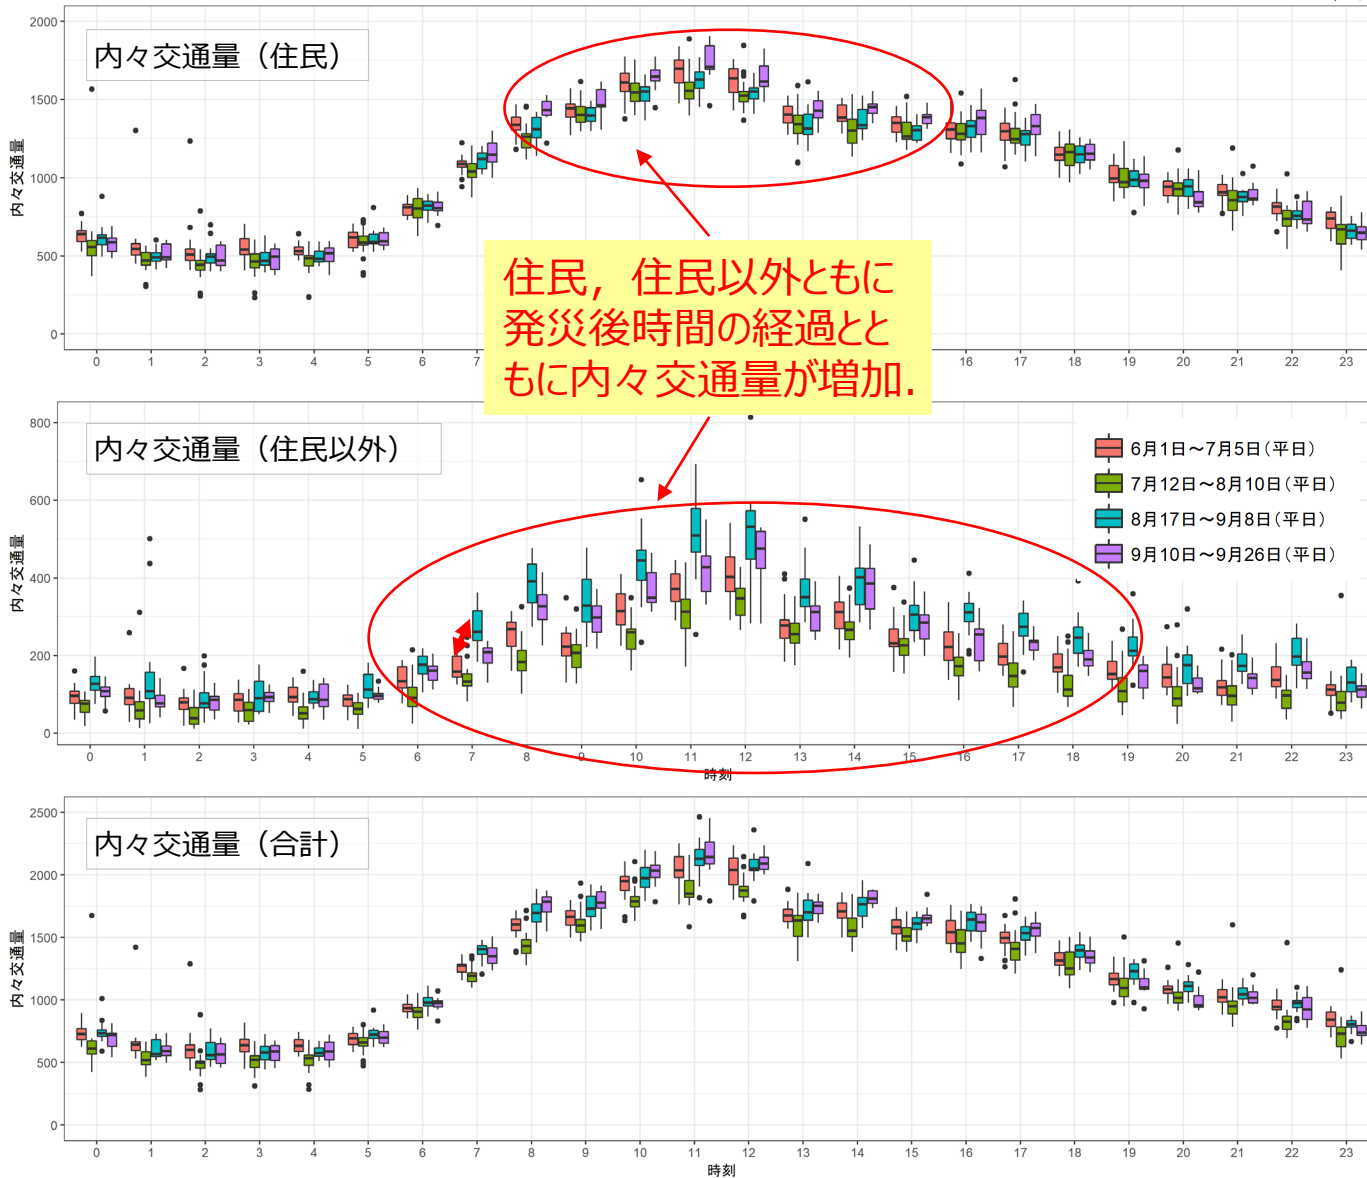 内々交通量（住民）
2000
1500
1000
500
0
内々交通量
0 1 2 3 4 5 6 7 16 17 18 19 20 21 22 23
住民，住民以外ともに
発災後時間の経過とと
もに内々交通量が増加．
内々交通量（住民以外）
800
600
400
200
0
内々交通量
6月1日～7月5日（平日）
7月12日～8月10日（平日）
8月17日～9月8日（平日）
9月10日～9月26日（平日）
0 1 2 3 4 5 6 7 8 9 10 11 12 13 14 15 16 17 18 19 20 21 22 23
時刻
内々交通量（合計）
2500
2000
1500
1000
500
0
内々交通量
0 1 2 3 4 5 6 7 8 9 10 11 12 13 14 15 16 17 18 19 20 21 22 23
時刻